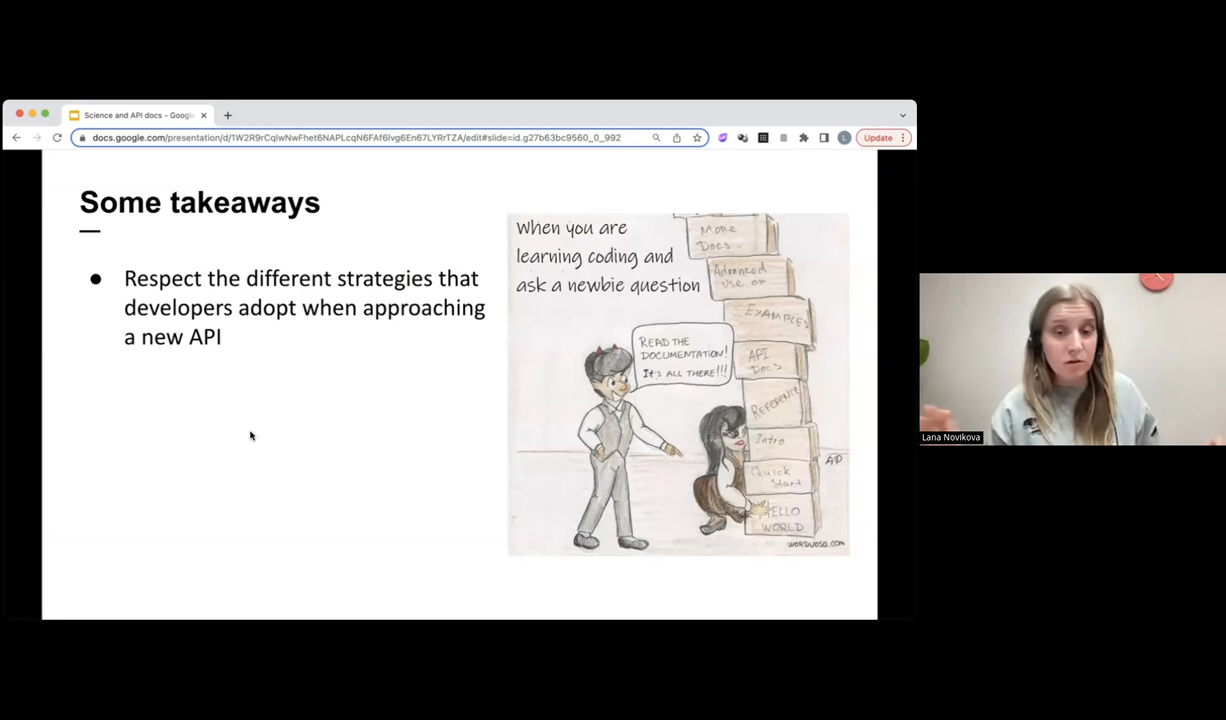 Science and API docs - Google
docs.google.com/presentation/d/1W2R9rCqlwNwFhet6NAPLcqN6FAf6lvg6En67LYRrTZA/edit#slide=id.g27b63bc9560_0_992
Update
Some takeaways
● Respect the different strategies that
developers adopt when approaching
a new API
When you are
learning coding and
ask a newbie question
READ THE
DOCUMENTATION!
It's ALL THERE!!!
More
Docs...
Advanced
Use of
EXAMPLES
API
Docs
REFERENCE
Intro
Quick
Start
HELLO
WORLD
AP
WORDUOSO.COM
Lana Novikova